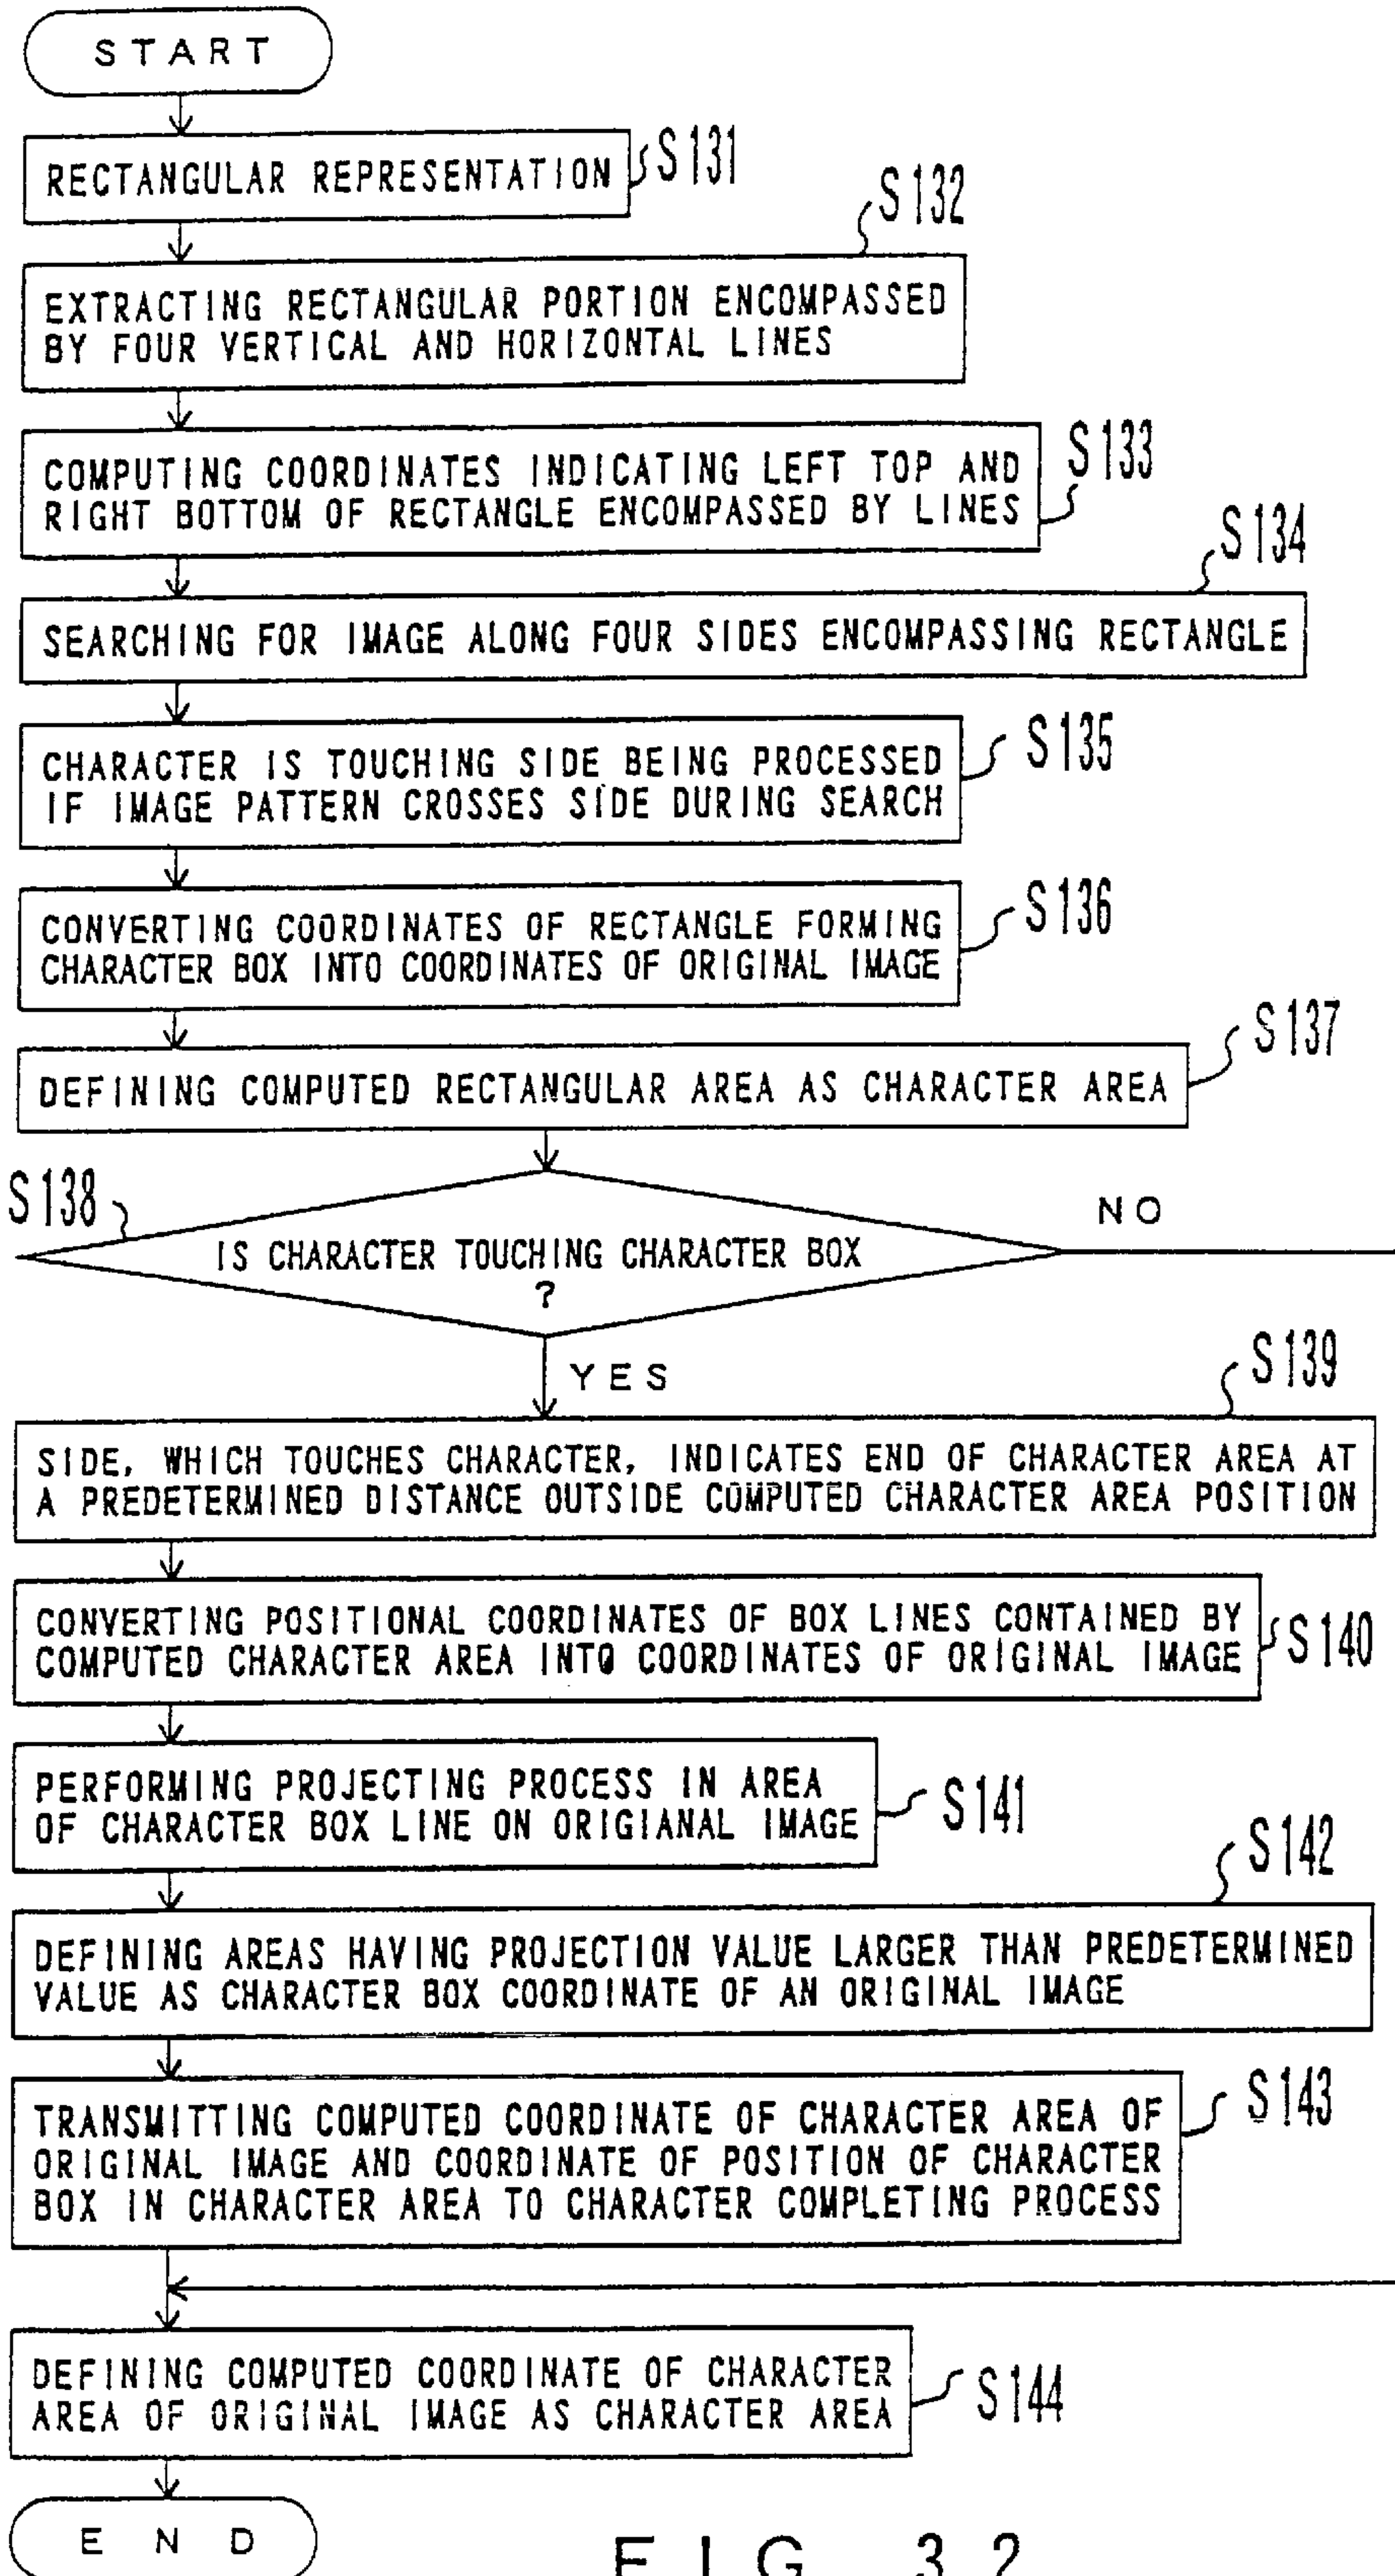 START
RECTANGULAR REPRESENTATION
S131
S132
EXTRACTING RECTANGULAR PORTION ENCOMPASSED
BY FOUR VERTICAL AND HORIZONTAL LINES
COMPUTING COORDINATES INDICATING LEFT TOP AND
RIGHT BOTTOM OF RECTANGLE ENCOMPASSED BY LINES
S133
S134
SEARCHING FOR IMAGE ALONG FOUR SIDES ENCOMPASSING RECTANGLE
CHARACTER IS TOUCHING SIDE BEING PROCESSED
IF IMAGE PATTERN CROSSES SIDE DURING SEARCH
S135
CONVERTING COORDINATES OF RECTANGLE FORMING
CHARACTER BOX INTO COORDINATES OF ORIGINAL IMAGE
S136
S137
DEFINING COMPUTED RECTANGULAR AREA AS CHARACTER AREA
S138
NO
IS CHARACTER TOUCHING CHARACTER BOX
?
YES
S139
SIDE, WHICH TOUCHES CHARACTER, INDICATES END OF CHARACTER AREA AT
A PREDETERMINED DISTANCE OUTSIDE COMPUTED CHARACTER AREA POSITION
CONVERTING POSITIONAL COORDINATES OF BOX LINES CONTAINED BY
COMPUTED CHARACTER AREA INTO COORDINATES OF ORIGINAL IMAGE
S140
PERFORMING PROJECTING PROCESS IN AREA
OF CHARACTER BOX LINE ON ORIGIANAL IMAGE
S141
S142
DEFINING AREAS HAVING PROJECTION VALUE LARGER THAN PREDETERMINED
VALUE AS CHARACTER BOX COORDINATE OF AN ORIGINAL IMAGE
S143
TRANSMITTING COMPUTED COORDINATE OF CHARACTER AREA OF
ORIGINAL IMAGE AND COORDINATE OF POSITION OF CHARACTER
BOX IN CHARACTER AREA TO CHARACTER COMPLETING PROCESS
DEFINING COMPUTED COORDINATE OF CHARACTER
AREA OF ORIGINAL IMAGE AS CHARACTER AREA
S144
END
FIG. 32